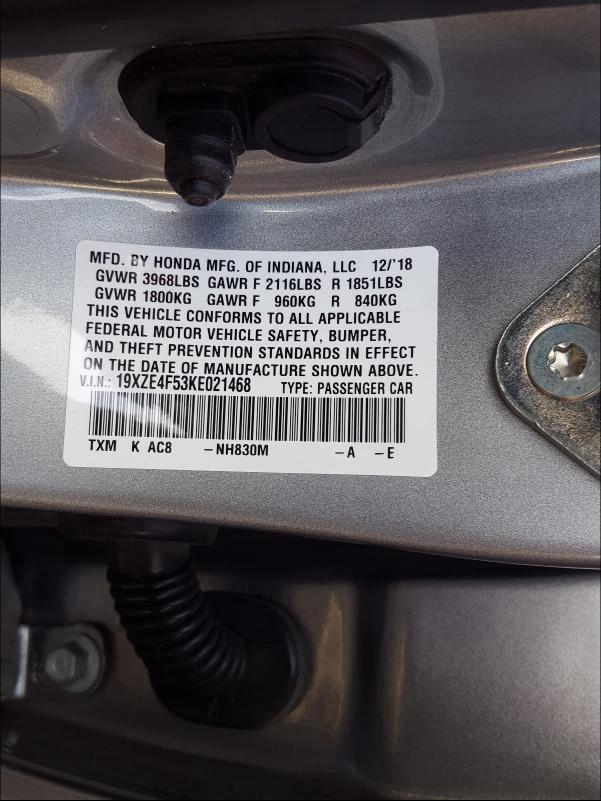 MFD. BY HONDA MFG. OF INDIANA, LLC 12/'18
GVWR 3968LBS GAWR F 2116LBS R 1851LBS
GVWR 1800KG GAWR F 960KG R 840KG
THIS VEHICLE CONFORMS TO ALL APPLICABLE
FEDERAL MOTOR VEHICLE SAFETY, BUMPER,
AND THEFT PREVENTION STANDARDS IN EFFECT
ON THE DATE OF MANUFACTURE SHOWN ABOVE.
V.I.N.: 19XZE4F53KE021468 TYPE: PASSENGER CAR
TXM K AC8 –NH830M –A –E